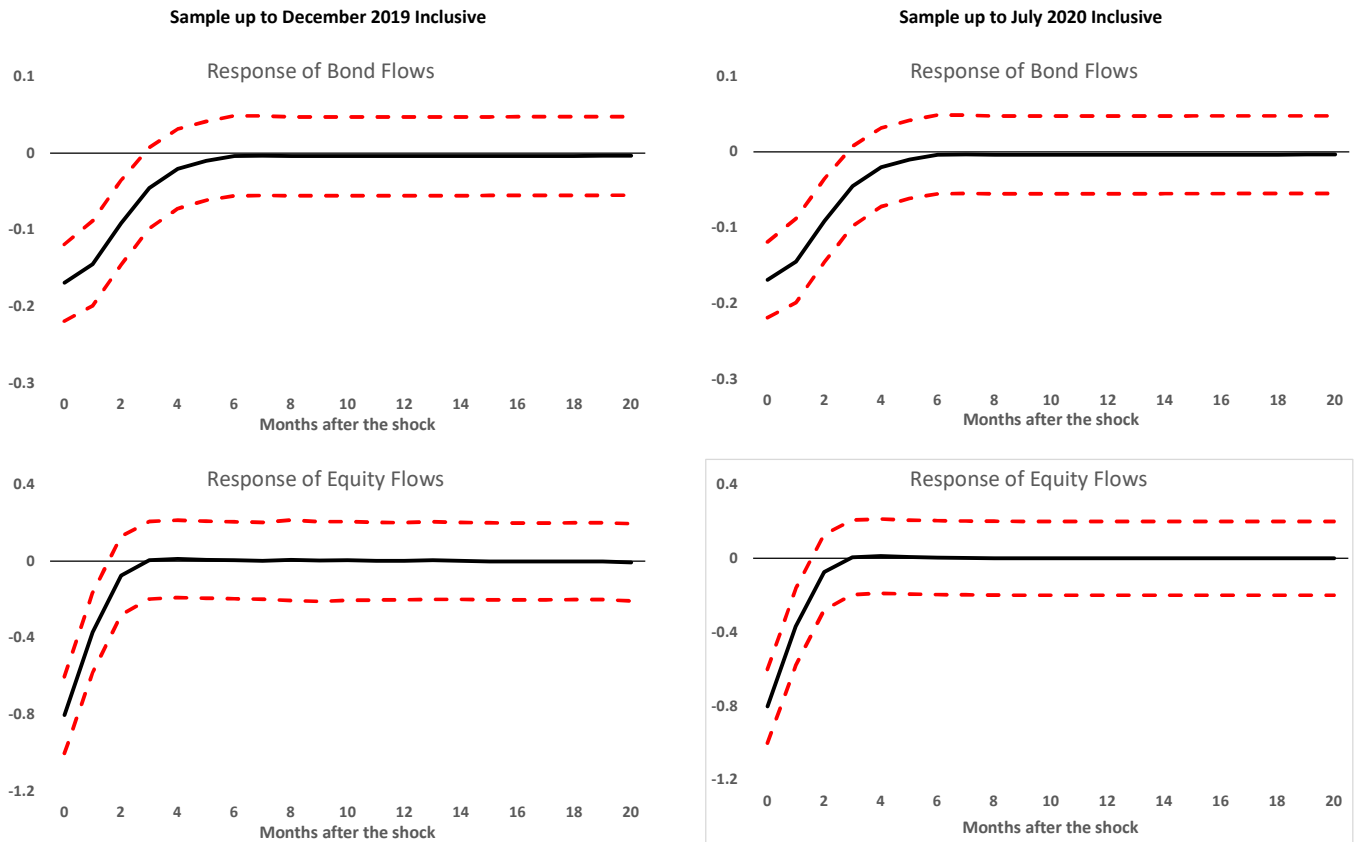 Sample up to December 2019 Inclusive
Sample up to July 2020 Inclusive
Response of Bond Flows
0.1
0
-0.1
-0.2
-0.3
0 2 4 6 8 10 12 14 16 18 20
Months after the shock
Response of Bond Flows
0.1
0
-0.1
-0.2
-0.3
0 2 4 6 8 10 12 14 16 18 20
Months after the shock
Response of Equity Flows
0.4
0
-0.4
-0.8
-1.2
0 2 4 6 8 10 12 14 16 18 20
Months after the shock
Response of Equity Flows
0.4
0
-0.4
-0.8
-1.2
0 2 4 6 8 10 12 14 16 18 20
Months after the shock